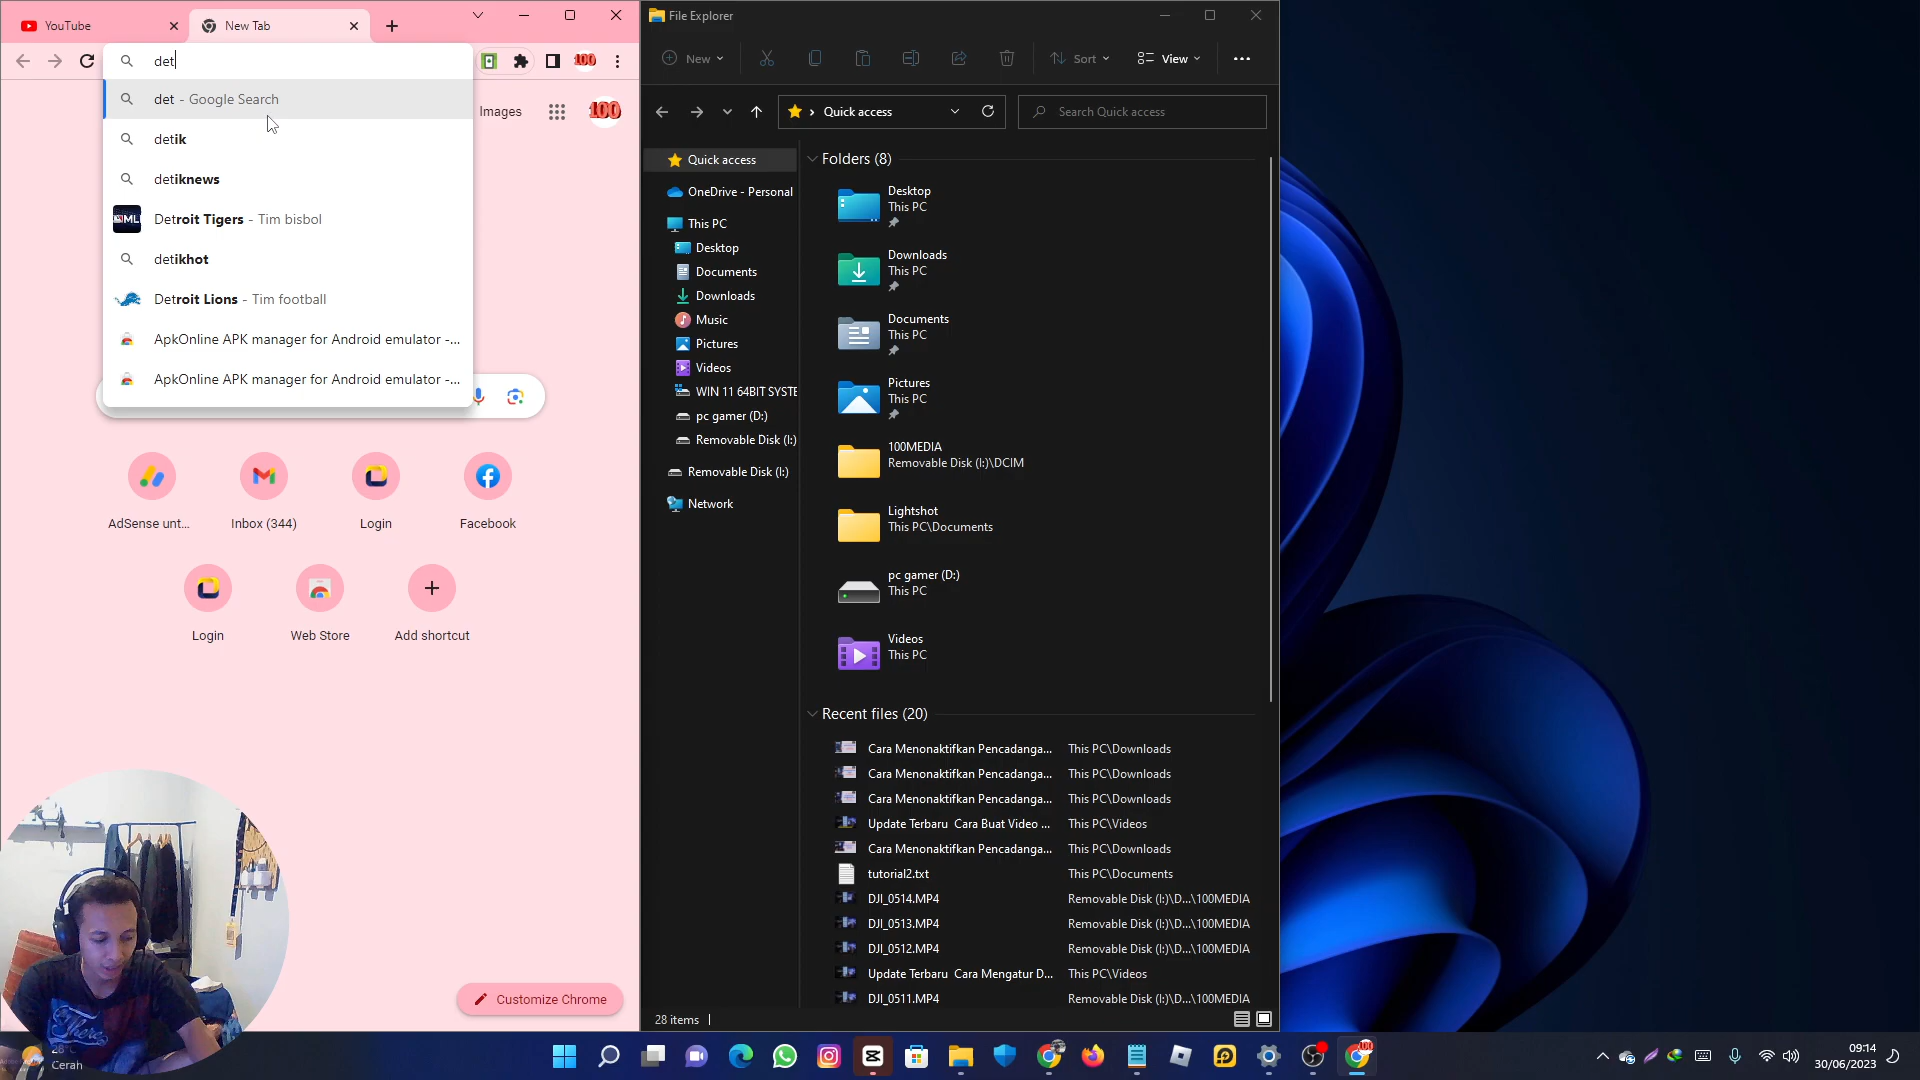 YouTube
New Tab
det
det - Google Search
detik
detiknews
Detroit Tigers - Tim bisbol
detikhot
Detroit Lions - Tim football
ApkOnline APK manager for Android emulator -...
ApkOnline APK manager for Android emulator -...
Images
100
100
AdSense unt...
Inbox (344)
Login
Facebook
Login
Web Store
Add shortcut
Customize Chrome
28°C
Cerah
File Explorer
New
Sort
View
Quick access
Search Quick access
Quick access
OneDrive - Personal
This PC
Desktop
Documents
Downloads
Music
Pictures
Videos
WIN 11 64BIT SYSTE
pc gamer (D:)
Removable Disk (I:)
Removable Disk (I:)
Network
Folders (8)
Desktop
This PC
Downloads
This PC
Documents
This PC
Pictures
This PC
100MEDIA
Removable Disk (I:)\DCIM
Lightshot
This PC\Documents
pc gamer (D:)
This PC
Videos
This PC
Recent files (20)
Cara Menonaktifkan Pencadanga... This PC\Downloads
Cara Menonaktifkan Pencadanga... This PC\Downloads
Cara Menonaktifkan Pencadanga... This PC\Downloads
Update Terbaru Cara Buat Video ... This PC\Videos
Cara Menonaktifkan Pencadanga... This PC\Downloads
tutorial2.txt This PC\Documents
DJI_0514.MP4 Removable Disk (I:)\D...\100MEDIA
DJI_0513.MP4 Removable Disk (I:)\D...\100MEDIA
DJI_0512.MP4 Removable Disk (I:)\D...\100MEDIA
Update Terbaru Cara Mengatur D... This PC\Videos
DJI_0511.MP4 Removable Disk (I:)\D...\100MEDIA
28 items
09:14
30/06/2023